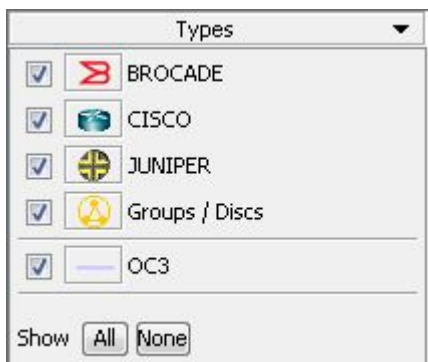 Types
BROCADE
CISCO
JUNIPER
Groups / Discs
OC3
Show All None